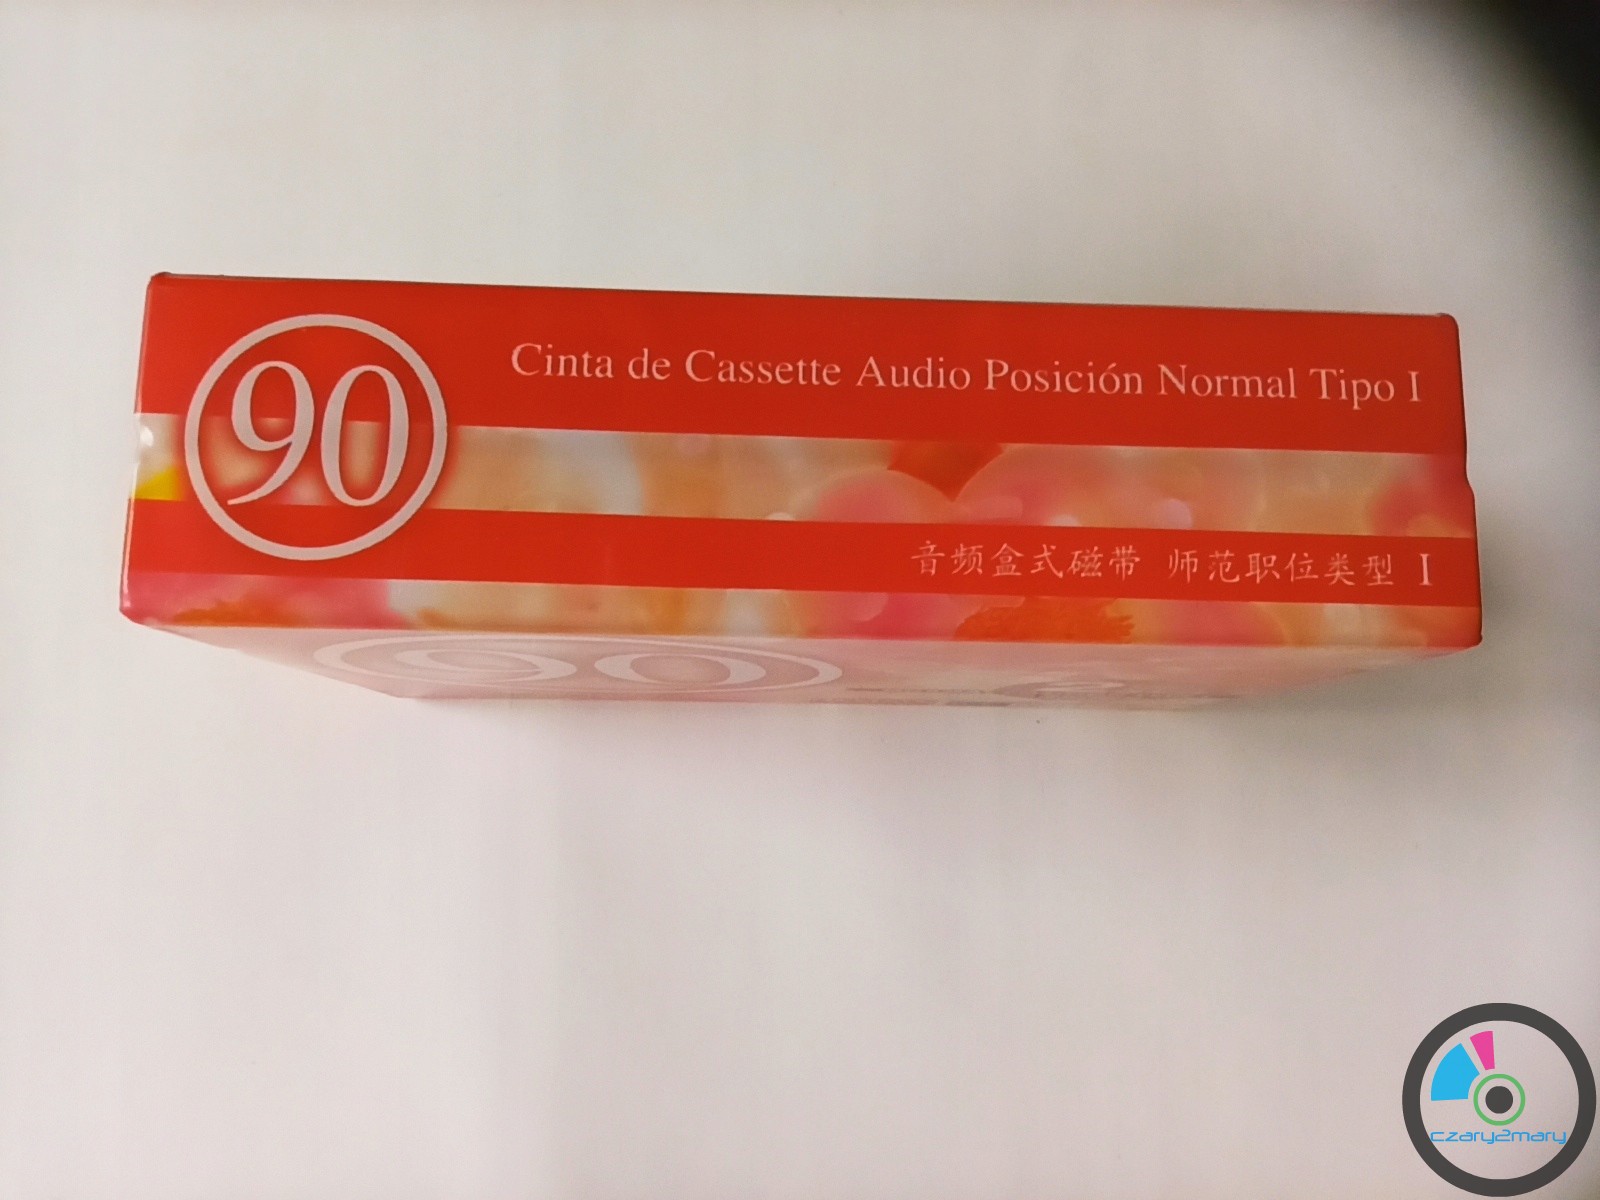 90
Cinta de Cassette Audio Posición Normal Tipo I
音频盒式磁带 师范职位类型 I
90
czary2mary